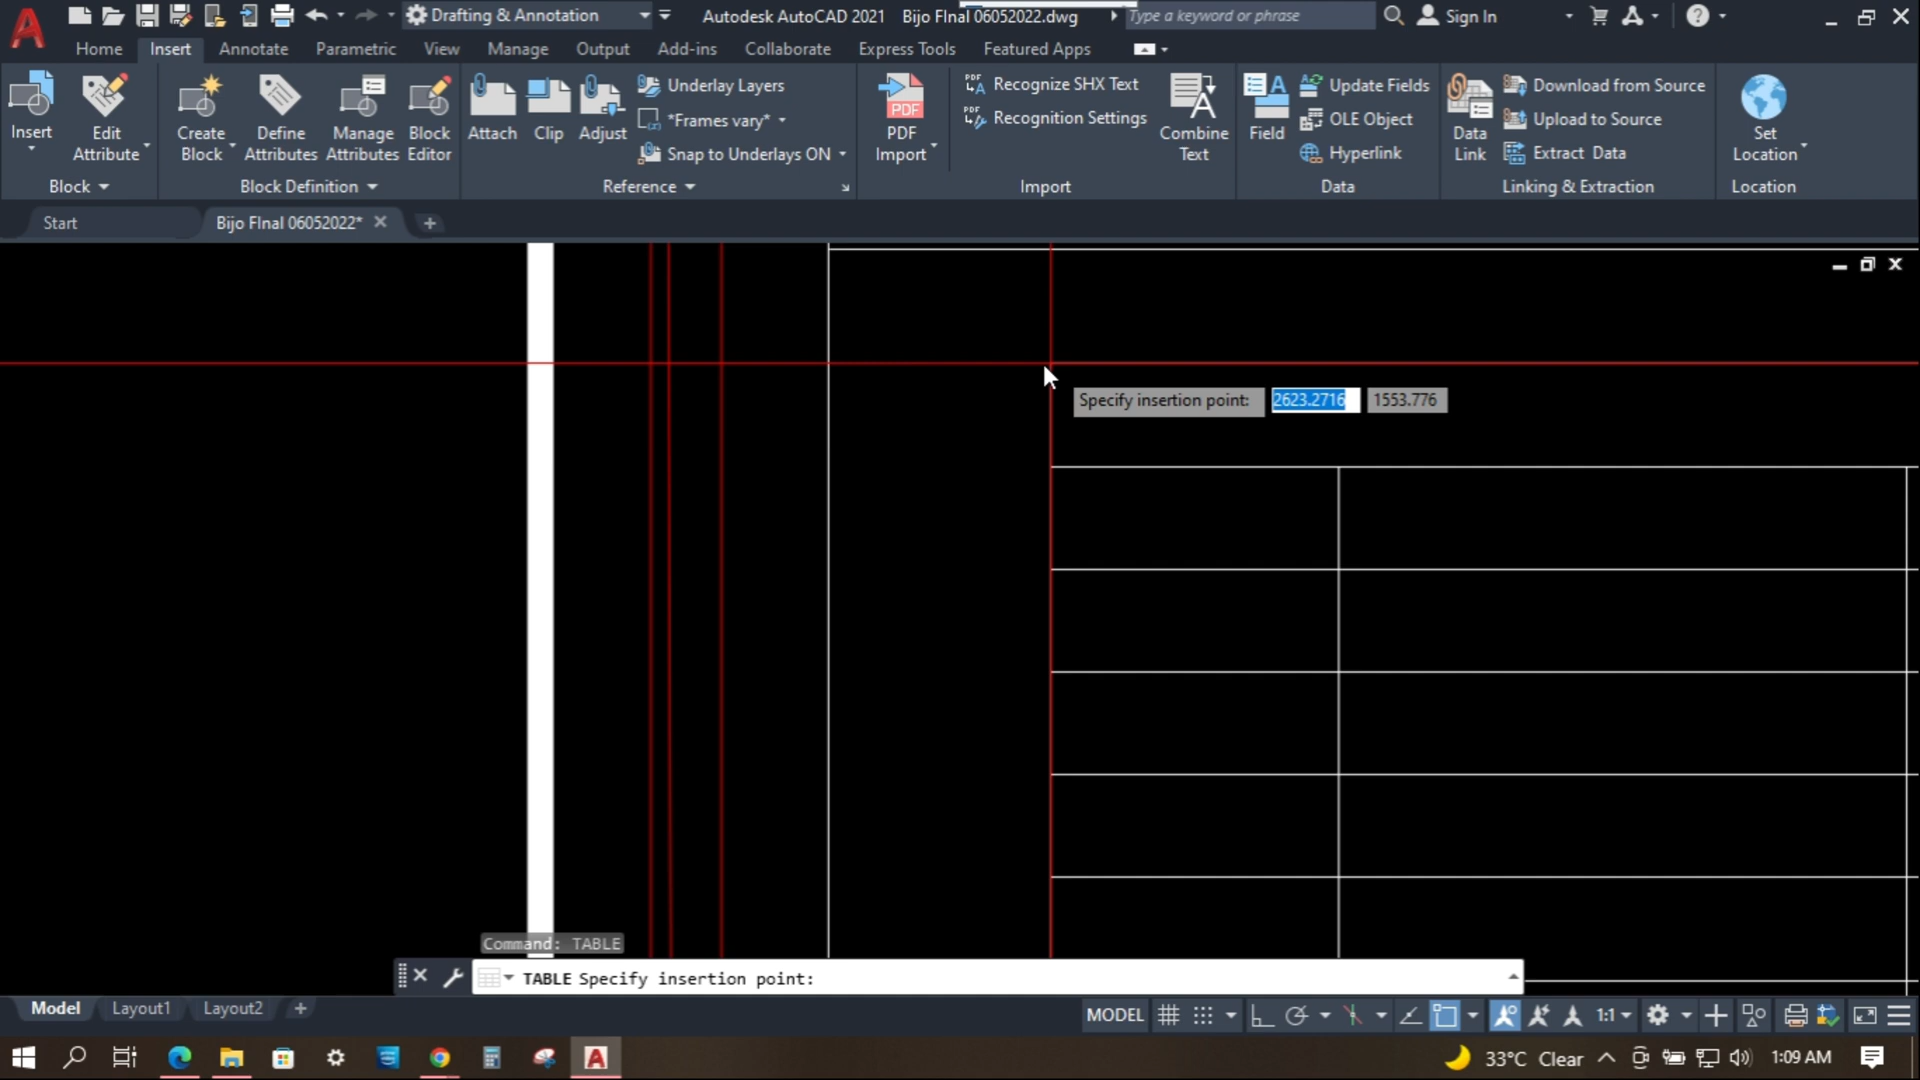 Drafting & Annotation
Autodesk AutoCAD 2021 Bijo FInal 06052022.dwg
Type a keyword or phrase
Sign In
Home Insert Annotate Parametric View Manage Output Add-ins Collaborate Express Tools Featured Apps
Insert
Edit Attribute
Block
Create Block
Define Attributes
Manage Attributes
Block Editor
Block Definition
Attach
Clip
Adjust
Underlay Layers
*Frames vary*
Snap to Underlays ON
Reference
PDF
PDF Import
PDF
Recognize SHX Text
PDF
Recognition Settings
Combine Text
Import
Field
Update Fields
OLE Object
Hyperlink
Data
Data Link
Download from Source
Upload to Source
Extract Data
Linking & Extraction
Set Location
Location
Start
Bijo FInal 06052022*
Specify insertion point: 2623.2716 1553.776
Command: TABLE
TABLE Specify insertion point:
Model Layout1 Layout2
MODEL
1:1
33°C Clear
1:09 AM